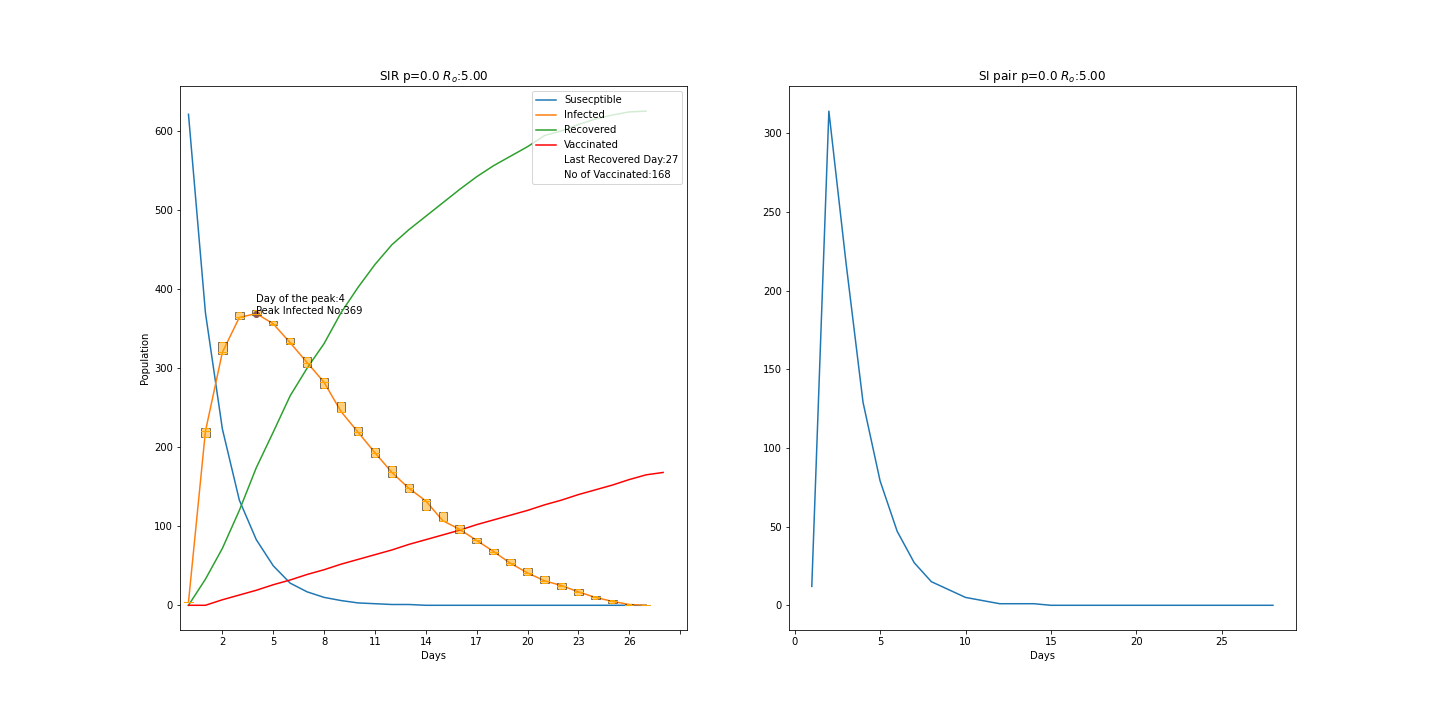 SIR p=0.0 Rₒ:5.00
Susecptible
Infected
Recovered
Vaccinated
Last Recovered Day:27
No of Vaccinated:168
600
500
400
300
200
100
0
Population
Day of the peak:4
Peak Infected No:369
2 5 8 11 14 17 20 23 26
Days
SI pair p=0.0 Rₒ:5.00
300
250
200
150
100
50
0
0 5 10 15 20 25
Days